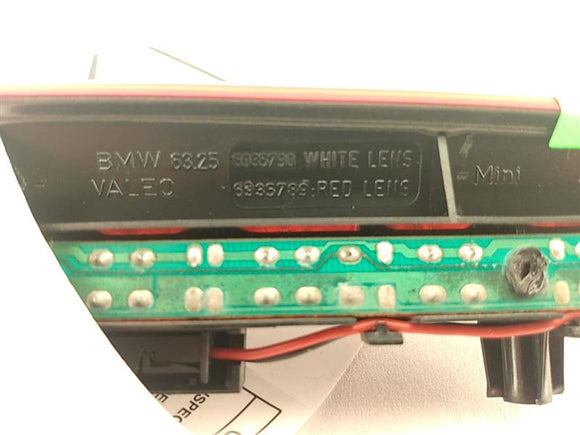 BMW 63.25 6935790 WHITE LENS
VALEO 6935789 RED LENS
- Mini